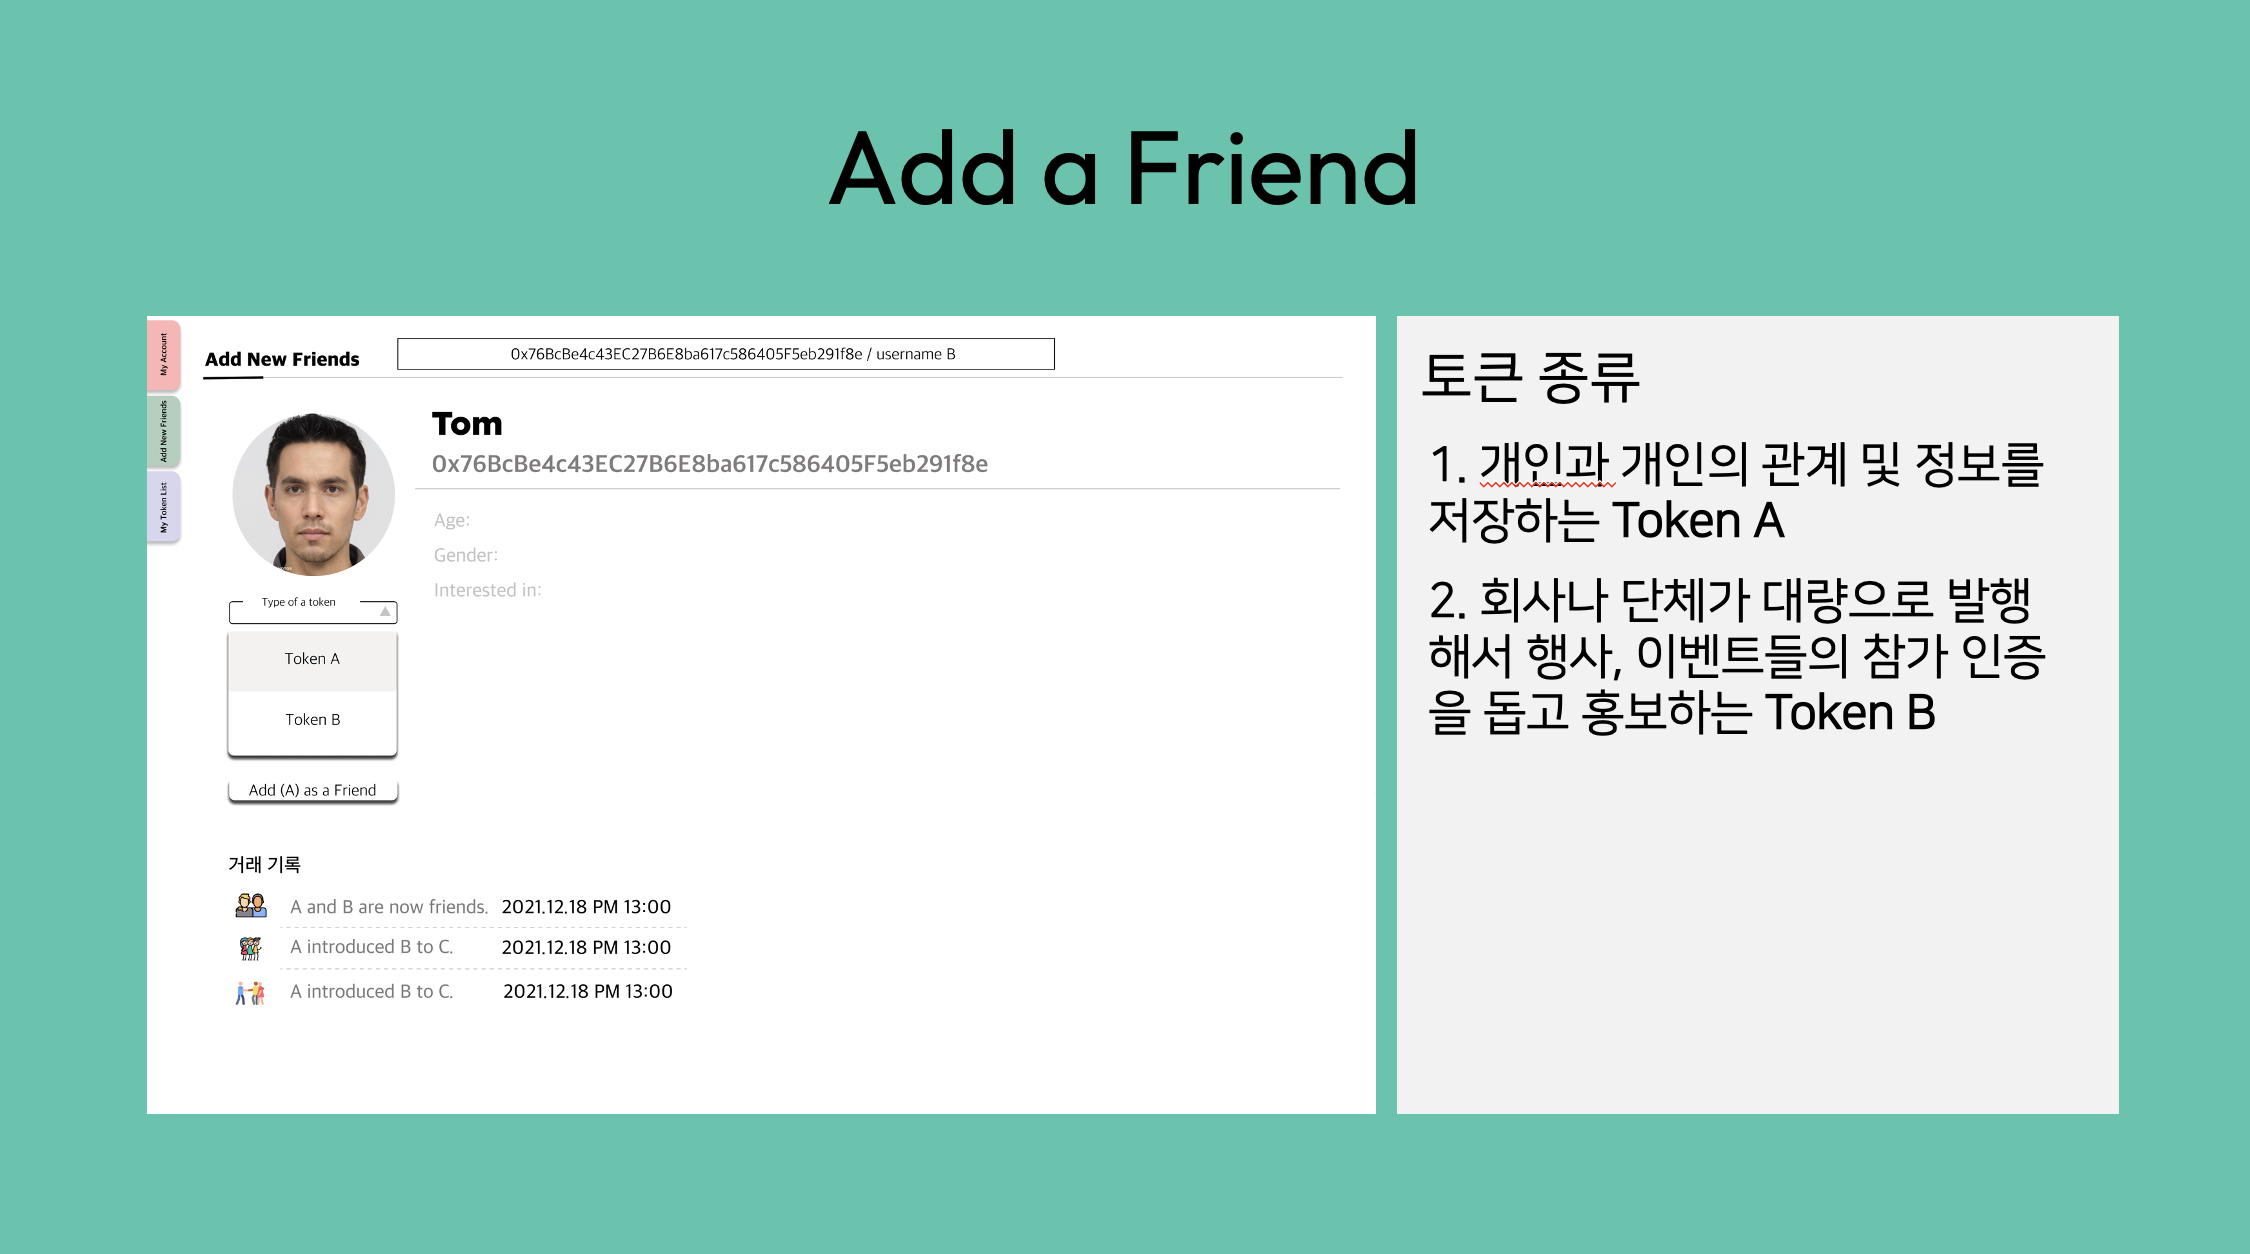 Add a Friend
My Account
Add New Friends
My Token List
Add New Friends
0x76BcBe4c43EC27B6E8ba617c586405F5eb291f8e / username B
Tom
0x76BcBe4c43EC27B6E8ba617c586405F5eb291f8e
Age:
Gender:
Interested in:
Type of a token
Token A
Token B
Add (A) as a Friend
거래 기록
A and B are now friends. 2021.12.18 PM 13:00
A introduced B to C. 2021.12.18 PM 13:00
A introduced B to C. 2021.12.18 PM 13:00
토큰 종류
1. 개인과 개인의 관계 및 정보를
저장하는 Token A
2. 회사나 단체가 대량으로 발행
해서 행사, 이벤트들의 참가 인증
을 돕고 홍보하는 Token B